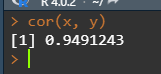 R 4.0.2
> cor(x, y)
[1] 0.9491243
>